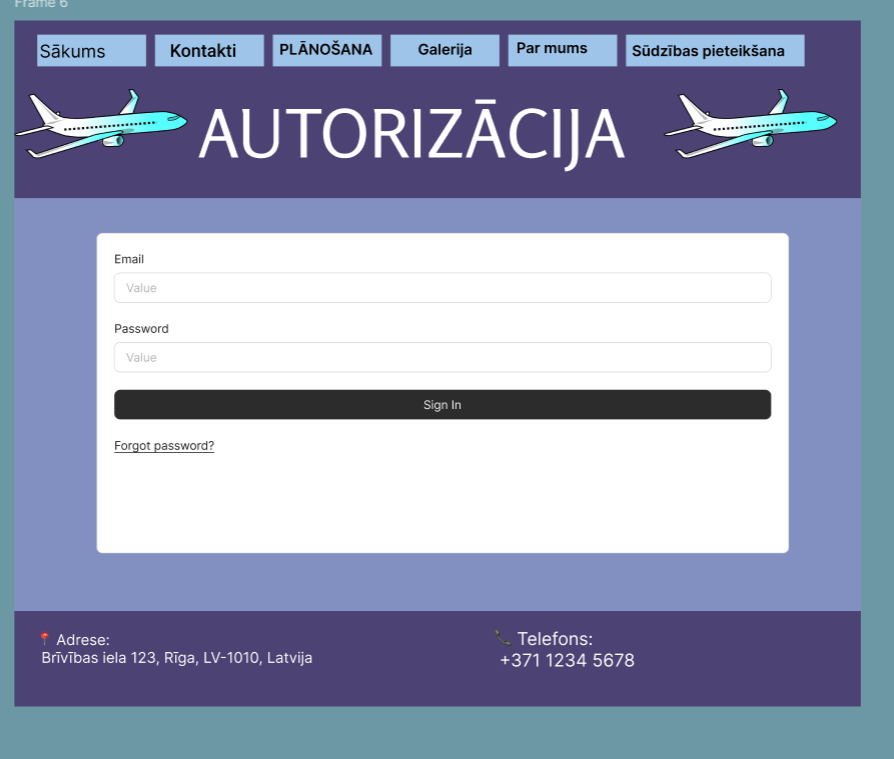 Frame 6
Sākums
Kontakti
PLĀNOŠANA
Galerija
Par mums
Sūdzības pieteikšana
AUTORIZĀCIJA
Email
Value
Password
Value
Sign In
Forgot password?
📍 Adrese:
Brīvības iela 123, Rīga, LV-1010, Latvija
📞 Telefons:
+371 1234 5678